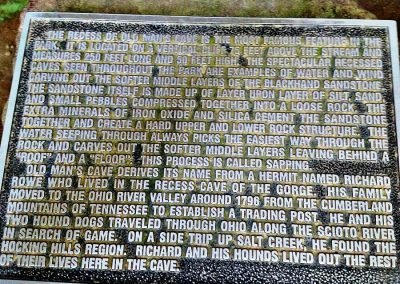 THE RECESS OF OLD MAN'S CAVE IS THE MOST FAMOUS FEATURE IN THE
PARK. IT IS LOCATED ON A VERTICAL CLIFF ABOVE THE STREAM AND
MEASURES 250 FEET LONG AND 50 FEET HIGH. THE SPECTACULAR RECESSED
CAVES SEEN THROUGHOUT THE PARK ARE EXAMPLES OF WATER AND WIND
CARVING OUT THE SOFTER MIDDLE LAYERS OF THE BLACKHAND SANDSTONE.
THE SANDSTONE ITSELF IS MADE UP OF LAYER UPON LAYER OF SILT
AND SMALL PEBBLES COMPRESSED TOGETHER INTO A LOOSE ROCK. THE
EXTRA MINERALS OF IRON OXIDE AND SILICA CEMENT THE SANDSTONE
TOGETHER AND CREATE A HARD UPPER AND LOWER ROCK STRUCTURE.
WATER SEEPING THROUGH ALWAYS PICKS THE EASIEST WAY THROUGH THE
ROCK AND CARVES OUT THE SOFTER MIDDLE LAYERS LEAVING BEHIND A
"ROOF" AND A "FLOOR". THIS PROCESS IS CALLED SAPPING.
OLD MAN'S CAVE DERIVES ITS NAME FROM A HERMIT NAMED RICHARD
ROWE WHO LIVED IN THE RECESS CAVE OF THE GORGE. HIS FAMILY
MOVED TO THE OHIO RIVER VALLEY AROUND 1796 FROM THE CUMBERLAND
MOUNTAINS OF TENNESSEE TO ESTABLISH A TRADING POST. HE AND HIS
TWO HOUND DOGS TRAVELED THROUGH OHIO ALONG THE SCIOTO RIVER
IN SEARCH OF GAME. ON A SIDE TRIP UP SALT CREEK, HE FOUND THE
HOCKING HILLS REGION. RICHARD AND HIS HOUNDS LIVED OUT THE REST
OF THEIR LIVES HERE IN THE CAVE.